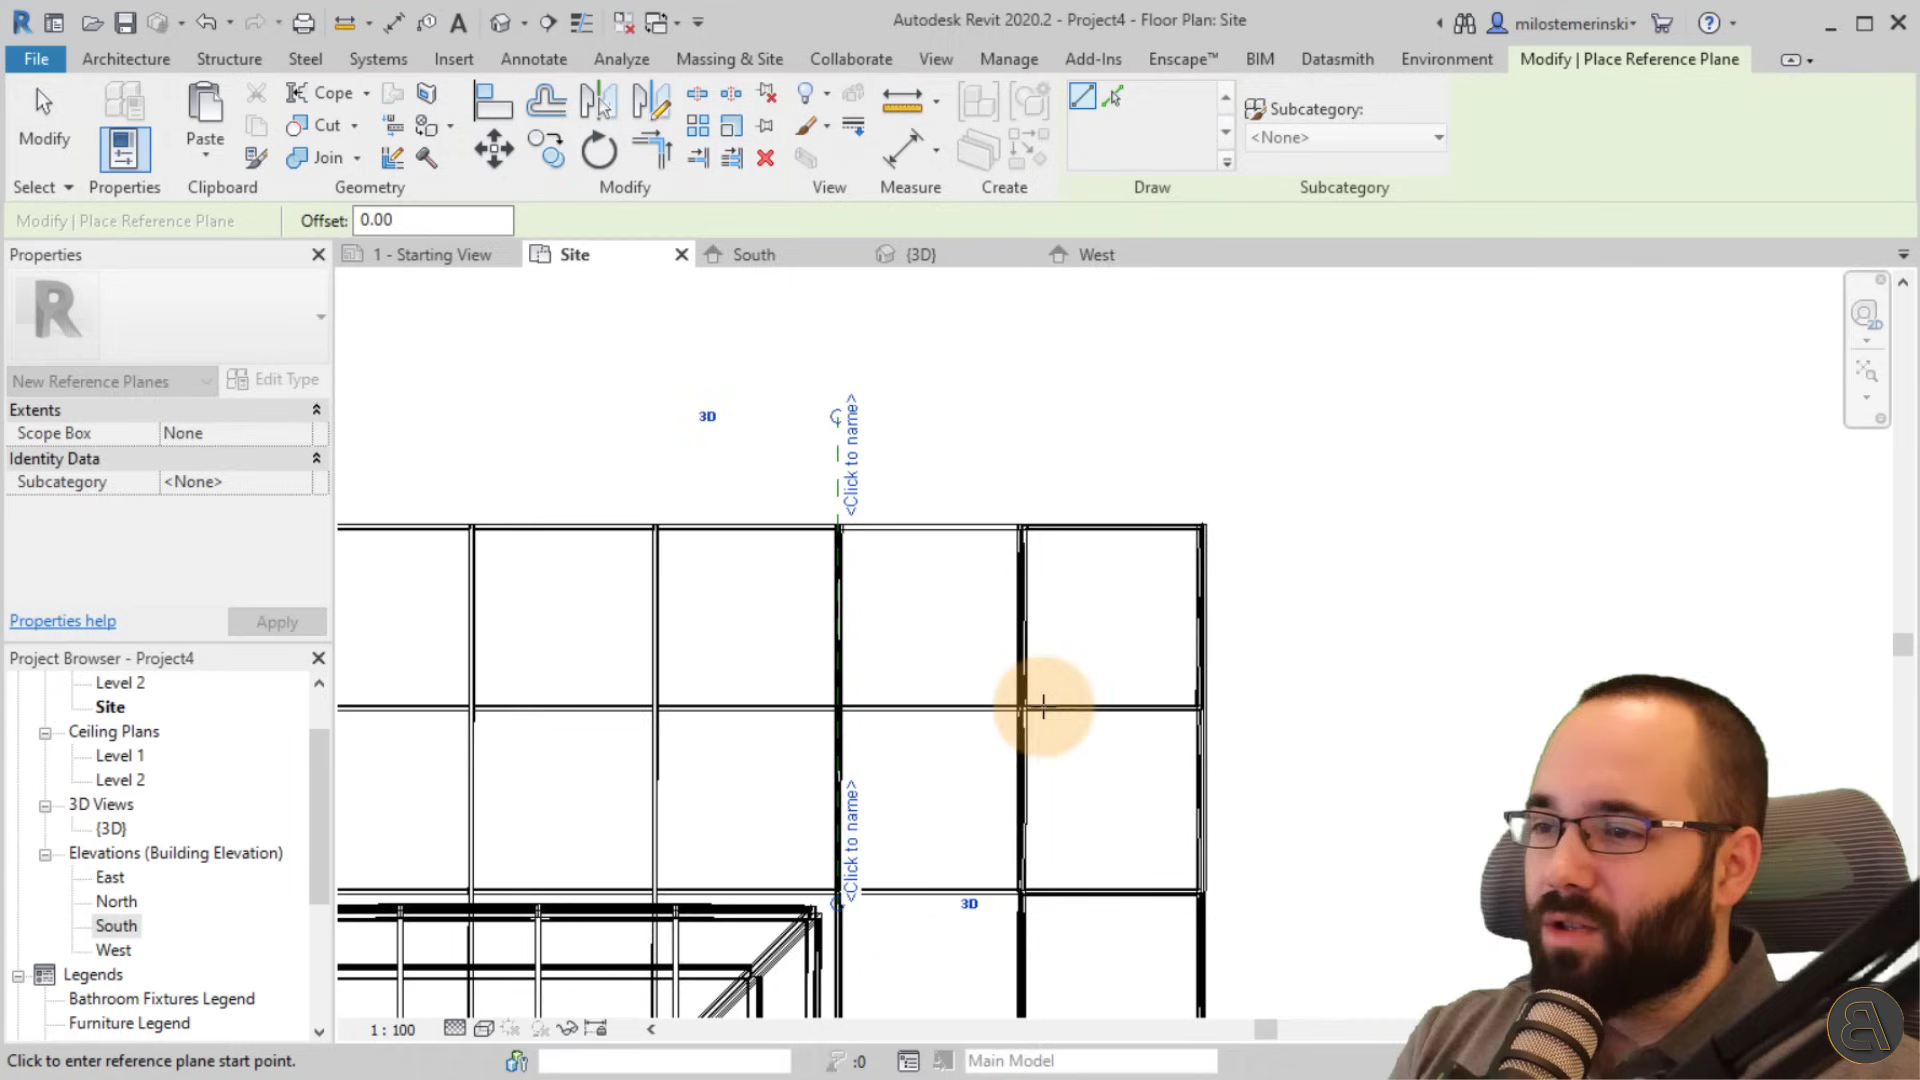 Autodesk Revit 2020.2 - Project4 - Floor Plan: Site
milostemerinski
File Architecture Structure Steel Systems Insert Annotate Analyze Massing & Site Collaborate View Manage Add-Ins Enscape™ BIM Datasmith Environment Modify | Place Reference Plane
Modify
Paste
Cope
Cut
Join
Subcategory:
<None>
Select Properties Clipboard Geometry Modify View Measure Create Draw Subcategory
Modify | Place Reference Plane Offset: 0.00
Properties
1 - Starting View Site South {3D} West
2D
New Reference Planes Edit Type
Extents
Scope Box None
Identity Data
Subcategory <None>
Properties help Apply
Project Browser - Project4
Level 2
Site
Ceiling Plans
Level 1
Level 2
3D Views
{3D}
Elevations (Building Elevation)
East
North
South
West
Legends
Bathroom Fixtures Legend
Furniture Legend
3D
<Click to name>
<Click to name>
3D
1 : 100
Click to enter reference plane start point.
:0
Main Model